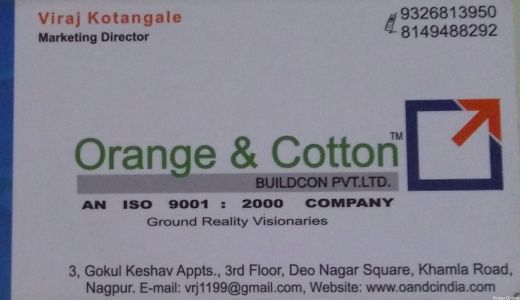 Viraj Kotangale
Marketing Director
9326813950
8149488292
Orange & Cotton TM
BUILDCON PVT.LTD.
AN ISO 9001 : 2000 COMPANY
Ground Reality Visionaries
3, Gokul Keshav Appts., 3rd Floor, Deo Nagar Square, Khamla Road,
Nagpur. E-mail: vrj1199@gmail.com, Website: www.oandcindia.com